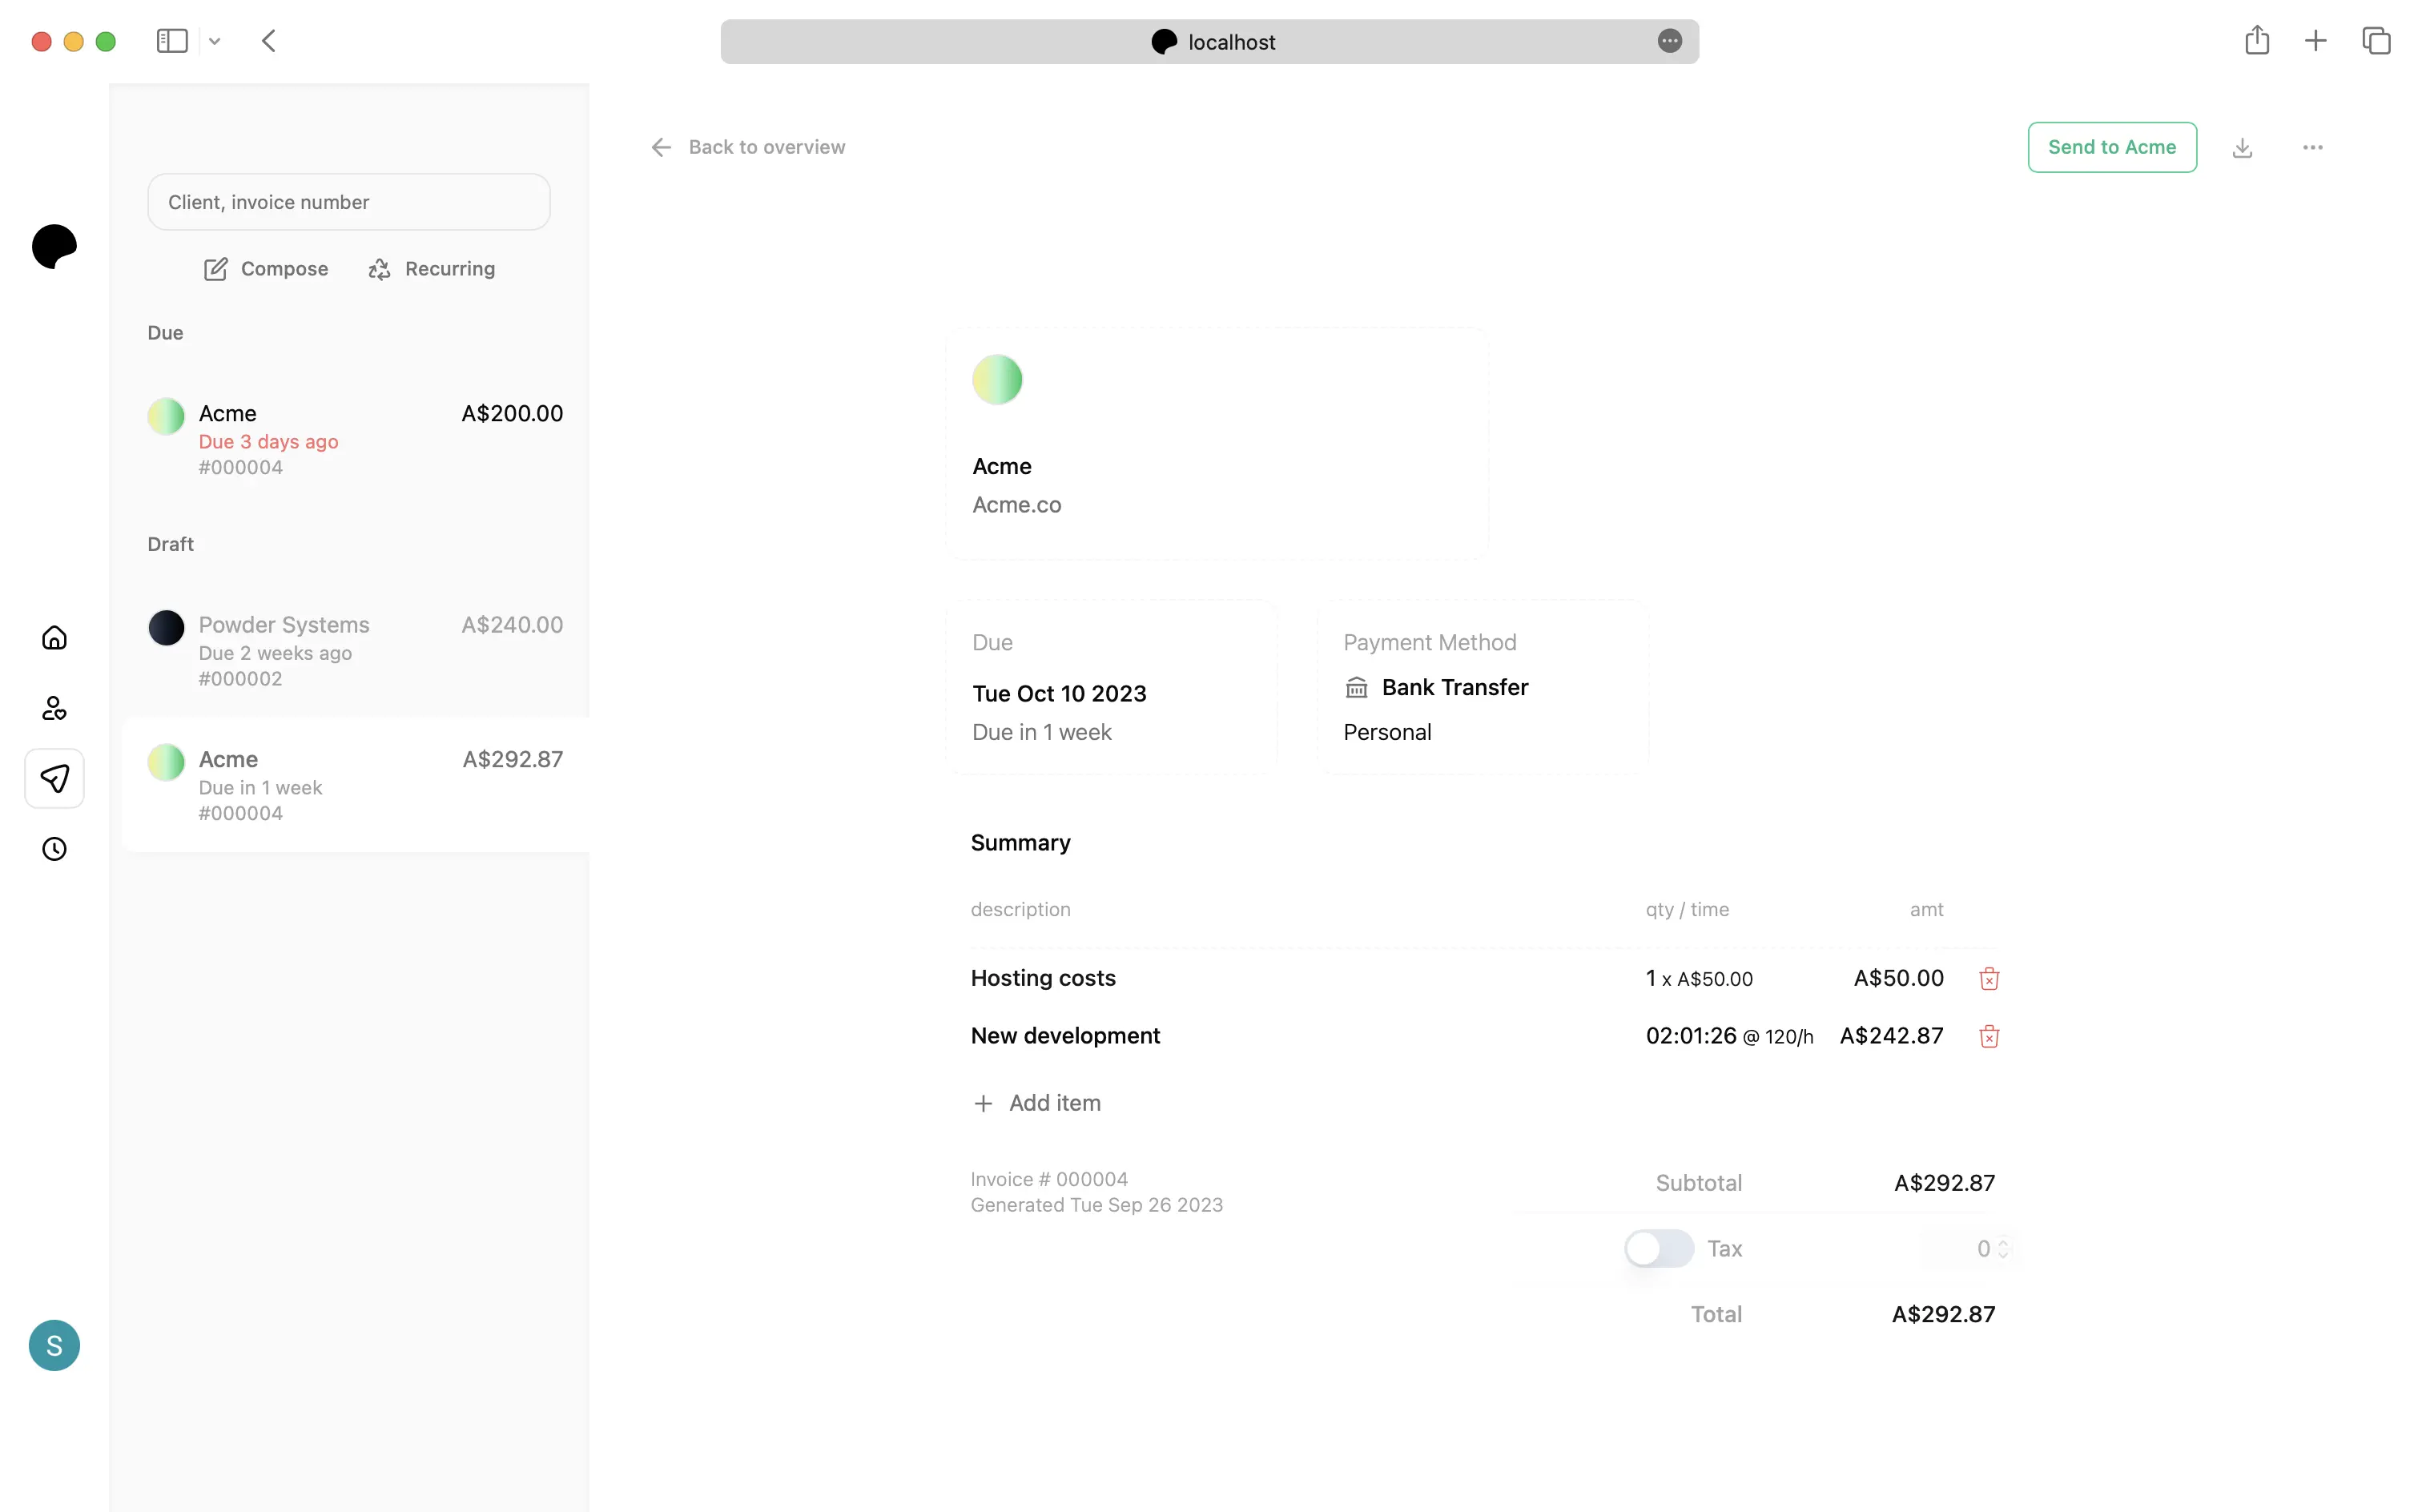 localhost
Back to overview
Send to Acme
Client, invoice number
Compose
Recurring
Due
Acme
A$200.00
Due 3 days ago
#000004
Draft
Powder Systems
A$240.00
Due 2 weeks ago
#000002
Acme
A$292.87
Due in 1 week
#000004
S
Acme
Acme.co
Due
Tue Oct 10 2023
Due in 1 week
Payment Method
Bank Transfer
Personal
Summary
description qty / time amt
Hosting costs 1 x A$50.00 A$50.00
New development 02:01:26 @ 120/h A$242.87
Add item
Invoice # 000004
Generated Tue Sep 26 2023
Subtotal A$292.87
Tax 0
Total A$292.87